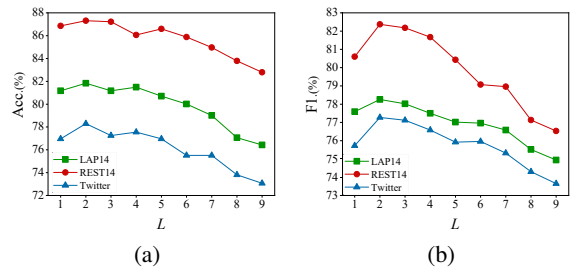 88
86
84
82
80
78
76
74
72
Acc.(%)
LAP14
REST14
Twitter
1 2 3 4 5 6 7 8 9
L
(a)
83
82
81
80
79
78
77
76
75
74
73
F1.(%)
LAP14
REST14
Twitter
1 2 3 4 5 6 7 8 9
L
(b)